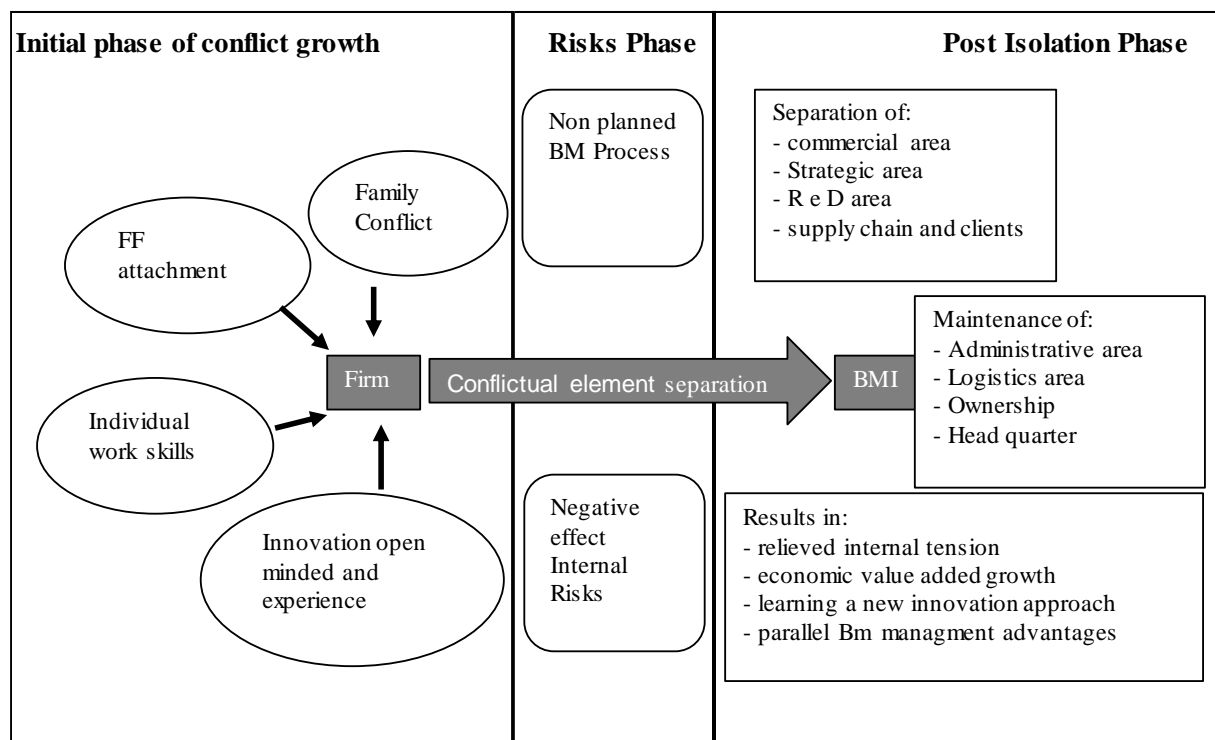 Initial phase of conflict growth
Family
Conflict
FF
attachment
Firm
Individual
work skills
Innovation open
minded and
experience
Risks Phase
Non planned
BM Process
Conflictual element separation
Negative
effect
Internal
Risks
Post Isolation Phase
Separation of:
- commercial area
- Strategic area
- R e D area
- supply chain and clients
BMI
Maintenance of:
- Administrative area
- Logistics area
- Ownership
- Head quarter
Results in:
- relieved internal tension
- economic value added growth
- learning a new innovation approach
- parallel Bm managment advantages